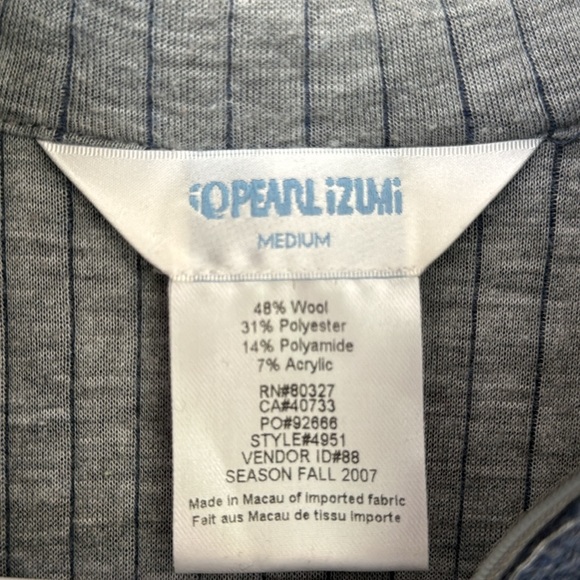 PEARL iZUMi
MEDIUM
48% Wool
31% Polyester
14% Polyamide
7% Acrylic
RN#80327
CA#40733
PO#92666
STYLE#4951
VENDOR ID#88
SEASON FALL 2007
Made in Macau of imported fabric
Fait aus Macau de tissu importe